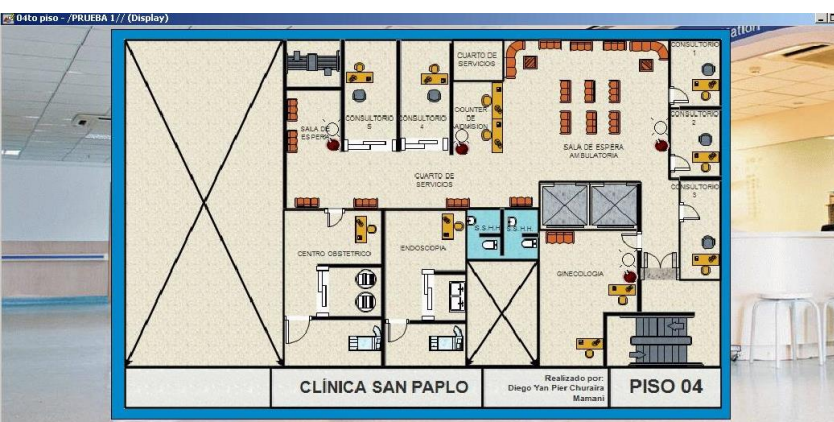 04to piso - /PRUEBA 1// (Display)
CONSULTORIO
1
CUARTO DE
SERVICIOS
COUNTER
DE
ADMISION
CONSULTORIO
5
CONSULTORIO
4
SALA DE
ESPERA
CONSULTORIO
2
SALA DE ESPERA
AMBULATORIA
CUARTO DE
SERVICIOS
CONSULTORIO
3
S.S.H.H.
S.S.H.H.
CENTRO OBSTETRICO
ENDOSCOPIA
GINECOLOGIA
CLÍNICA SAN PAPLO
Realizado por:
Diego Yan Pier Churaira
Mamani
PISO 04